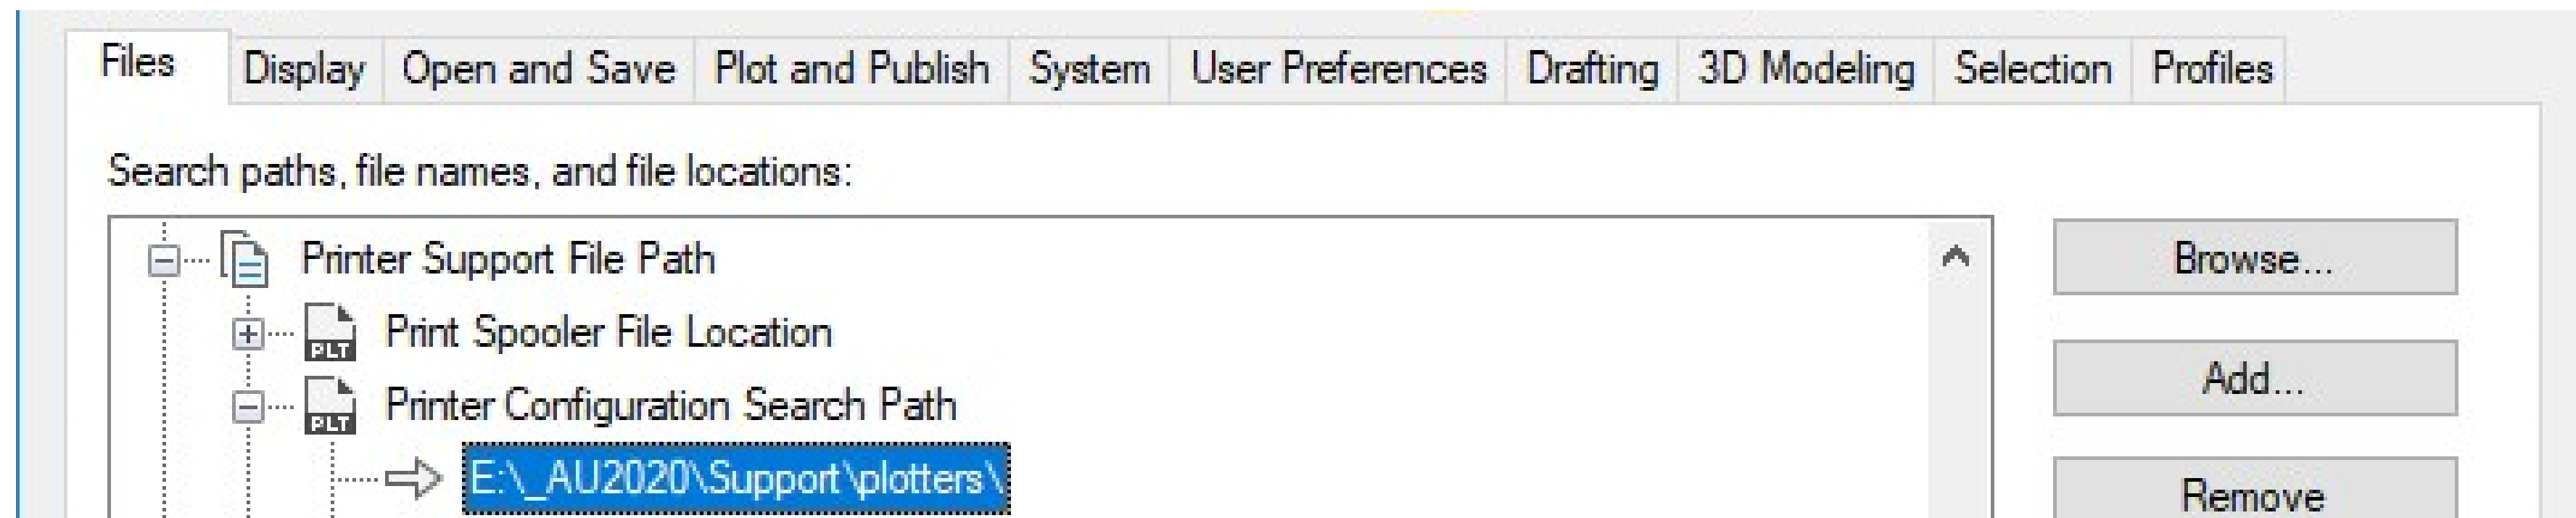 Files Display Open and Save Plot and Publish System User Preferences Drafting 3D Modeling Selection Profiles
Search paths, file names, and file locations:
Printer Support File Path
Browse...
PLT Print Spooler File Location
Add...
PLT Printer Configuration Search Path
E:\_AU2020\Support\plotters\
Remove